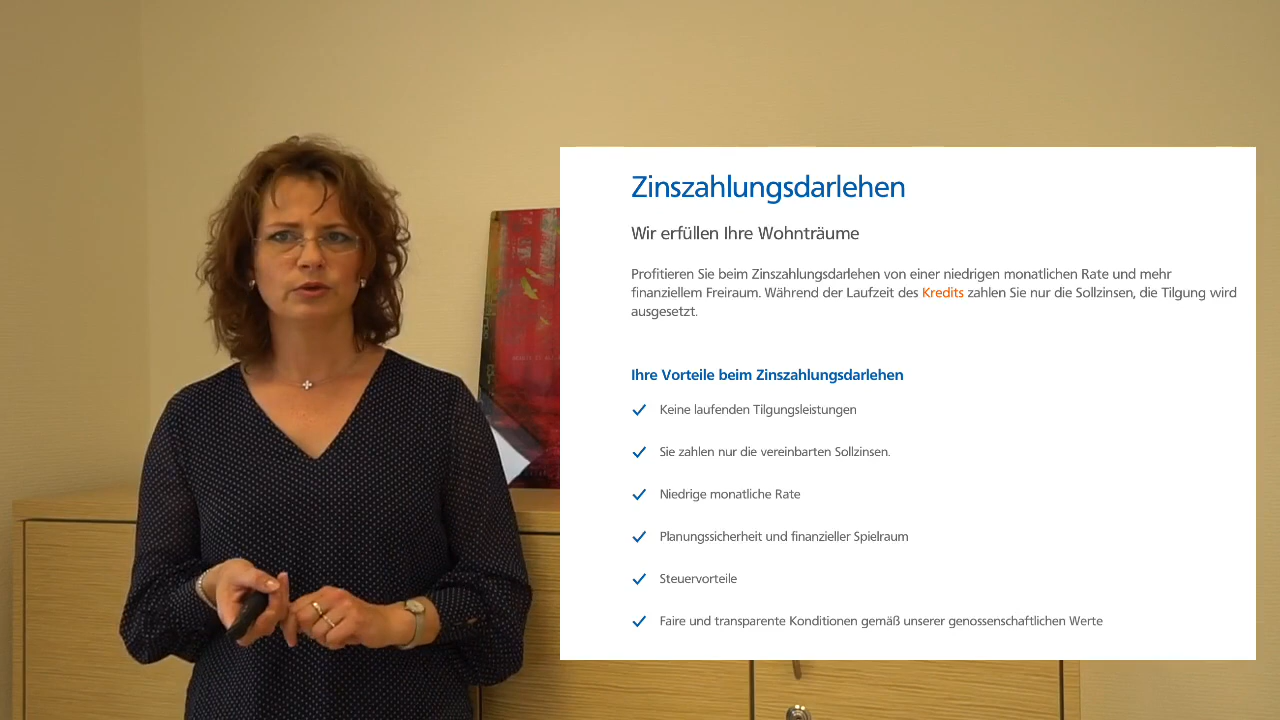 Zinszahlungsdarlehen
Wir erfüllen Ihre Wohnträume
Profitieren Sie beim Zinszahlungsdarlehen von einer niedrigen monatlichen Rate und mehr
finanziellem Freiraum. Während der Laufzeit des Kredits zahlen Sie nur die Sollzinsen, die Tilgung wird
ausgesetzt.
Ihre Vorteile beim Zinszahlungsdarlehen
Keine laufenden Tilgungsleistungen
Sie zahlen nur die vereinbarten Sollzinsen.
Niedrige monatliche Rate
Planungssicherheit und finanzieller Spielraum
Steuervorteile
Faire und transparente Konditionen gemäß unserer genossenschaftlichen Werte